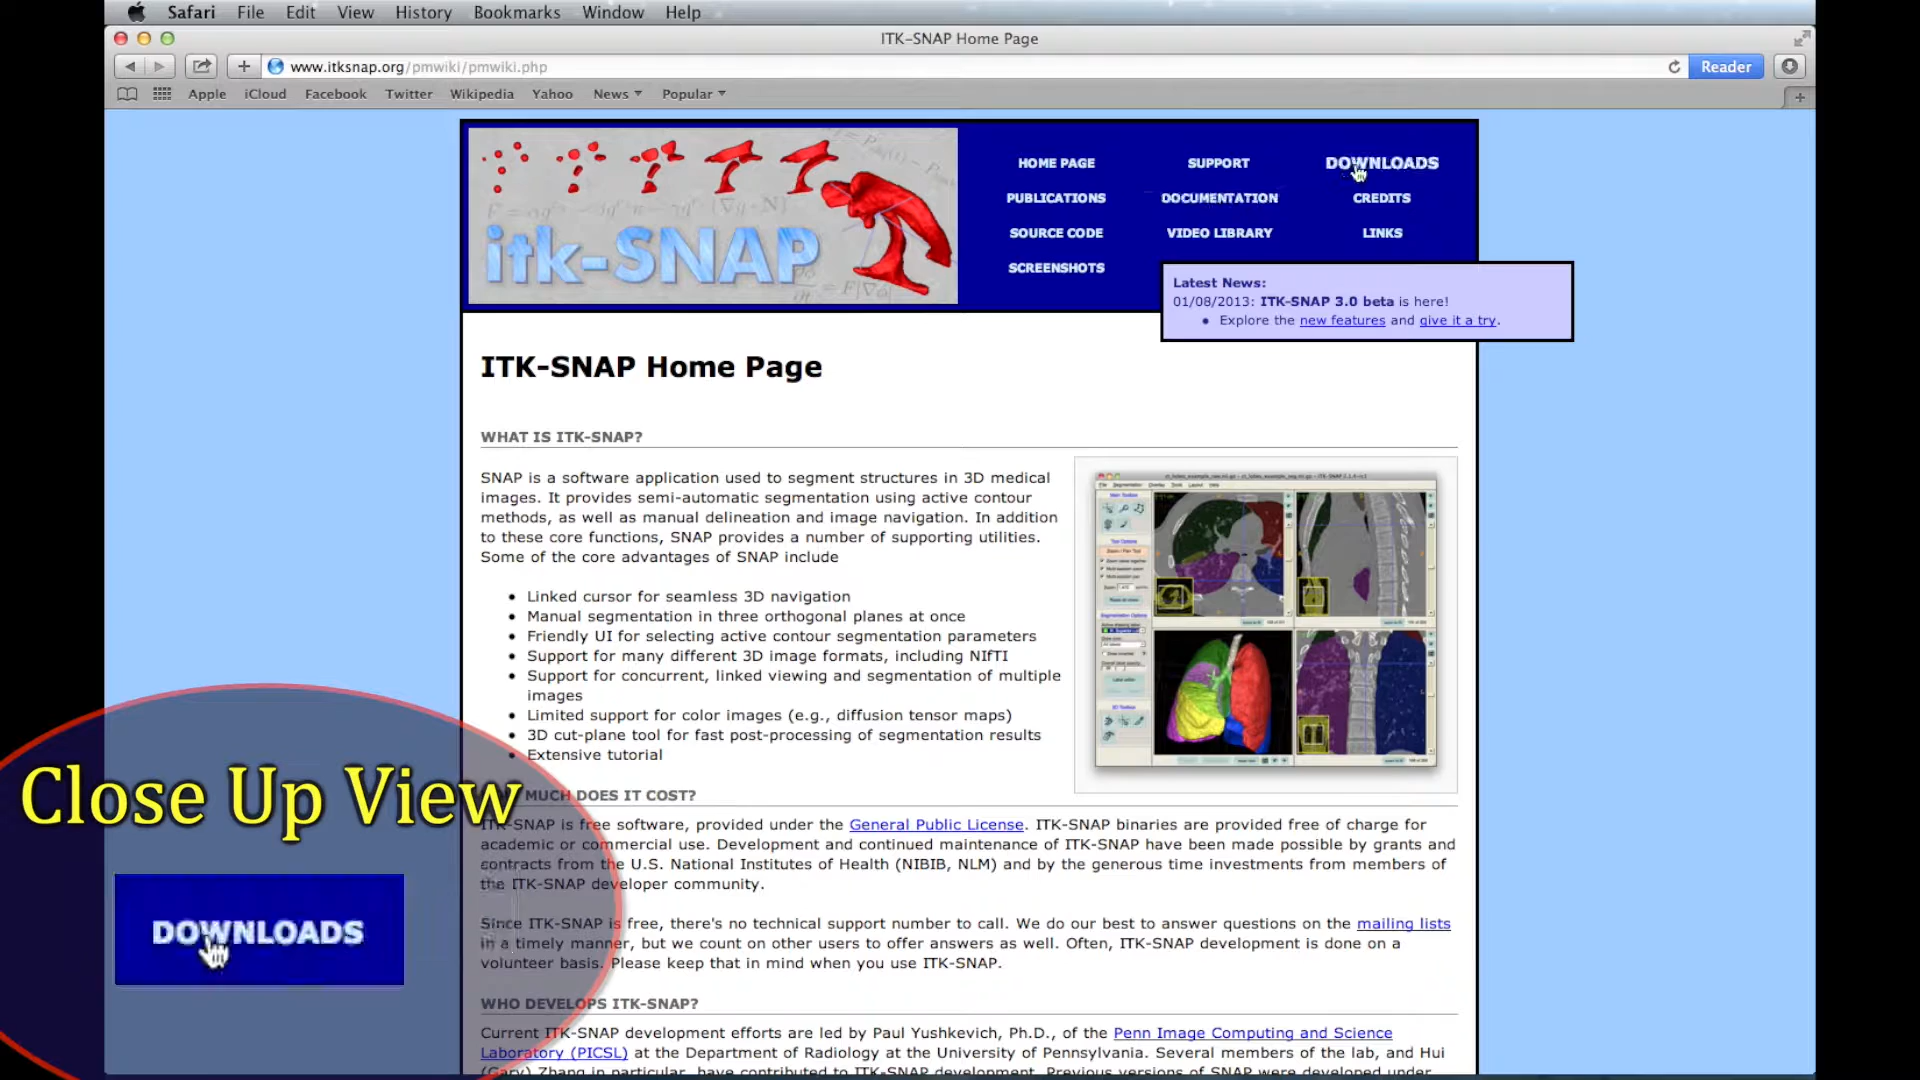 Safari File Edit View History Bookmarks Window Help
ITK-SNAP Home Page
www.itksnap.org/pmwiki/pmwiki.php
Reader
Apple iCloud Facebook Twitter Wikipedia Yahoo News Popular
itk-SNAP
HOME PAGE SUPPORT DOWNLOADS
PUBLICATIONS DOCUMENTATION CREDITS
SOURCE CODE VIDEO LIBRARY LINKS
SCREENSHOTS
Latest News:
01/08/2013: ITK-SNAP 3.0 beta is here!
• Explore the new features and give it a try.
ITK-SNAP Home Page
WHAT IS ITK-SNAP?
SNAP is a software application used to segment structures in 3D medical
images. It provides semi-automatic segmentation using active contour
methods, as well as manual delineation and image navigation. In addition
to these core functions, SNAP provides a number of supporting utilities.
Some of the core advantages of SNAP include
• Linked cursor for seamless 3D navigation
• Manual segmentation in three orthogonal planes at once
• Friendly UI for selecting active contour segmentation parameters
• Support for many different 3D image formats, including NIfTI
• Support for concurrent, linked viewing and segmentation of multiple
images
• Limited support for color images (e.g., diffusion tensor maps)
• 3D cut-plane tool for fast post-processing of segmentation results
• Extensive tutorial
MUCH DOES IT COST?
ITK-SNAP is free software, provided under the General Public License. ITK-SNAP binaries are provided free of charge for
academic or commercial use. Development and continued maintenance of ITK-SNAP have been made possible by grants and
contracts from the U.S. National Institutes of Health (NIBIB, NLM) and by the generous time investments from members of
the ITK-SNAP developer community.
Since ITK-SNAP is free, there's no technical support number to call. We do our best to answer questions on the mailing lists
in a timely manner, but we count on other users to offer answers as well. Often, ITK-SNAP development is done on a
volunteer basis. Please keep that in mind when you use ITK-SNAP.
WHO DEVELOPS ITK-SNAP?
Current ITK-SNAP development efforts are led by Paul Yushkevich, Ph.D., of the Penn Image Computing and Science
Laboratory (PICSL) at the Department of Radiology at the University of Pennsylvania. Several members of the lab, and Hui
(Gary) Zhang in particular, have contributed to ITK-SNAP development. Previous versions of SNAP were developed under
Close Up View
DOWNLOADS